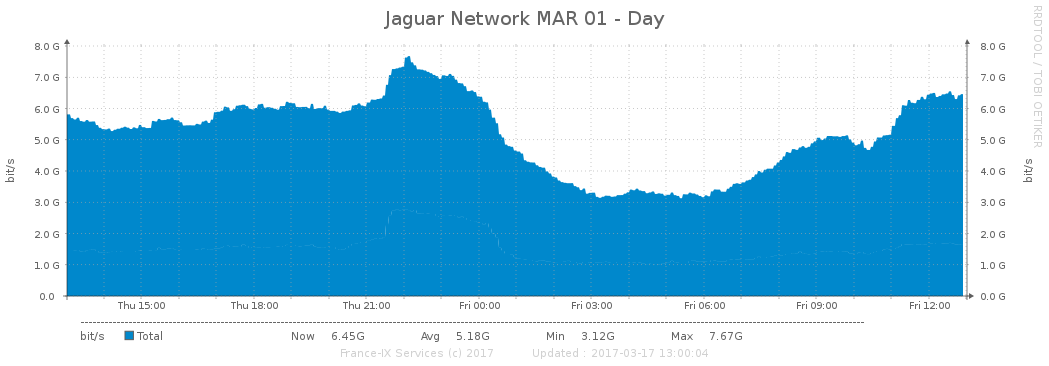 Jaguar Network MAR 01 - Day
RRDTOOL / TOBI OETIKER
8.0 G 8.0 G
7.0 G 7.0 G
6.0 G 6.0 G
5.0 G 5.0 G
4.0 G 4.0 G
3.0 G 3.0 G
2.0 G 2.0 G
1.0 G 1.0 G
0.0 0.0 G
bit/s bit/s
Thu 15:00 Thu 18:00 Thu 21:00 Fri 00:00 Fri 03:00 Fri 06:00 Fri 09:00 Fri 12:00
bit/s Total Now 6.45G Avg 5.18G Min 3.12G Max 7.67G
France-IX Services (c) 2017 Updated : 2017-03-17 13:00:04